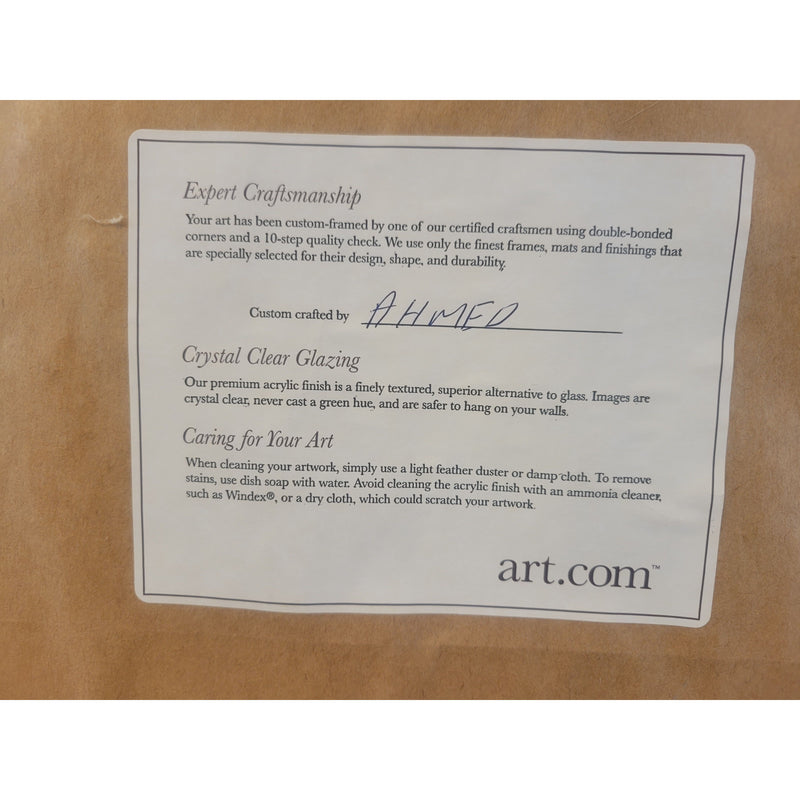 Expert Craftsmanship
Your art has been custom-framed by one of our certified craftsmen using double-bonded
corners and a 10-step quality check. We use only the finest frames, mats and finishings that
are specially selected for their design, shape, and durability.
Custom crafted by AHMED
Crystal Clear Glazing
Our premium acrylic finish is a finely textured, superior alternative to glass. Images are
crystal clear, never cast a green hue, and are safer to hang on your walls.
Caring for Your Art
When cleaning your artwork, simply use a light feather duster or damp cloth. To remove
stains, use dish soap with water. Avoid cleaning the acrylic finish with an ammonia cleaner,
such as Windex®, or a dry cloth, which could scratch your artwork.
art.com™